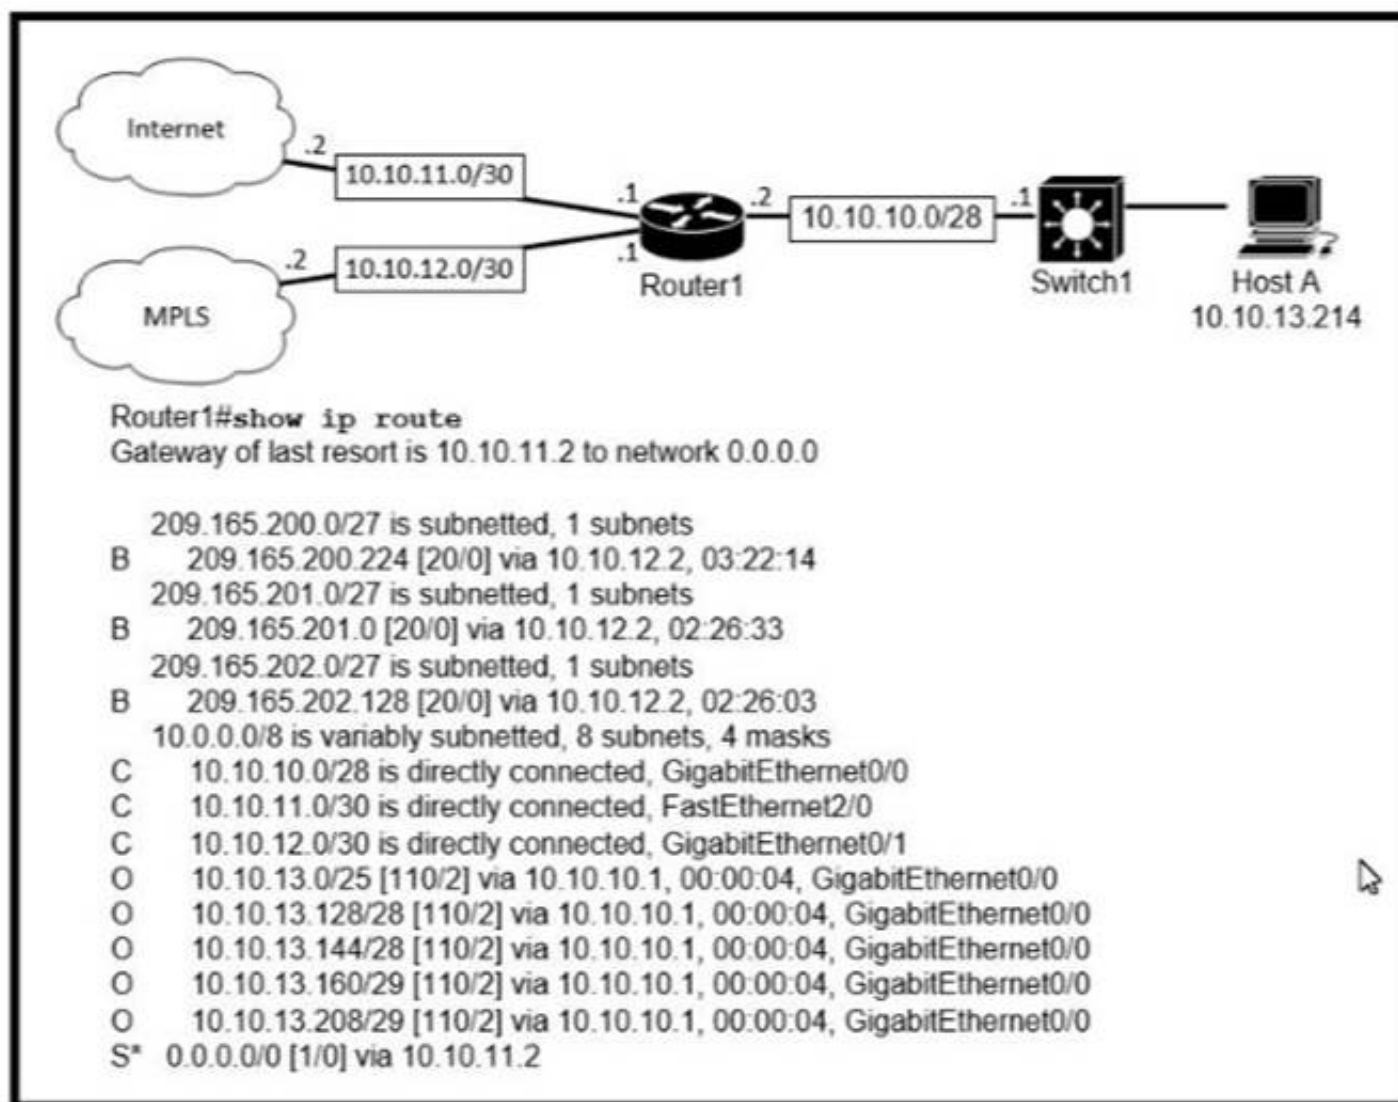 Internet
.2
10.10.11.0/30
.1
.2
10.10.10.0/28
.1
.2
10.10.12.0/30
.1
Router1
Switch1
Host A
10.10.13.214
MPLS
Router1#show ip route
Gateway of last resort is 10.10.11.2 to network 0.0.0.0
209.165.200.0/27 is subnetted, 1 subnets
B 209.165.200.224 [20/0] via 10.10.12.2, 03:22:14
209.165.201.0/27 is subnetted, 1 subnets
B 209.165.201.0 [20/0] via 10.10.12.2, 02:26:33
209.165.202.0/27 is subnetted, 1 subnets
B 209.165.202.128 [20/0] via 10.10.12.2, 02:26:03
10.0.0.0/8 is variably subnetted, 8 subnets, 4 masks
C 10.10.10.0/28 is directly connected, GigabitEthernet0/0
C 10.10.11.0/30 is directly connected, FastEthernet2/0
C 10.10.12.0/30 is directly connected, GigabitEthernet0/1
O 10.10.13.0/25 [110/2] via 10.10.10.1, 00:00:04, GigabitEthernet0/0
O 10.10.13.128/28 [110/2] via 10.10.10.1, 00:00:04, GigabitEthernet0/0
O 10.10.13.144/28 [110/2] via 10.10.10.1, 00:00:04, GigabitEthernet0/0
O 10.10.13.160/29 [110/2] via 10.10.10.1, 00:00:04, GigabitEthernet0/0
O 10.10.13.208/29 [110/2] via 10.10.10.1, 00:00:04, GigabitEthernet0/0
S* 0.0.0.0/0 [1/0] via 10.10.11.2